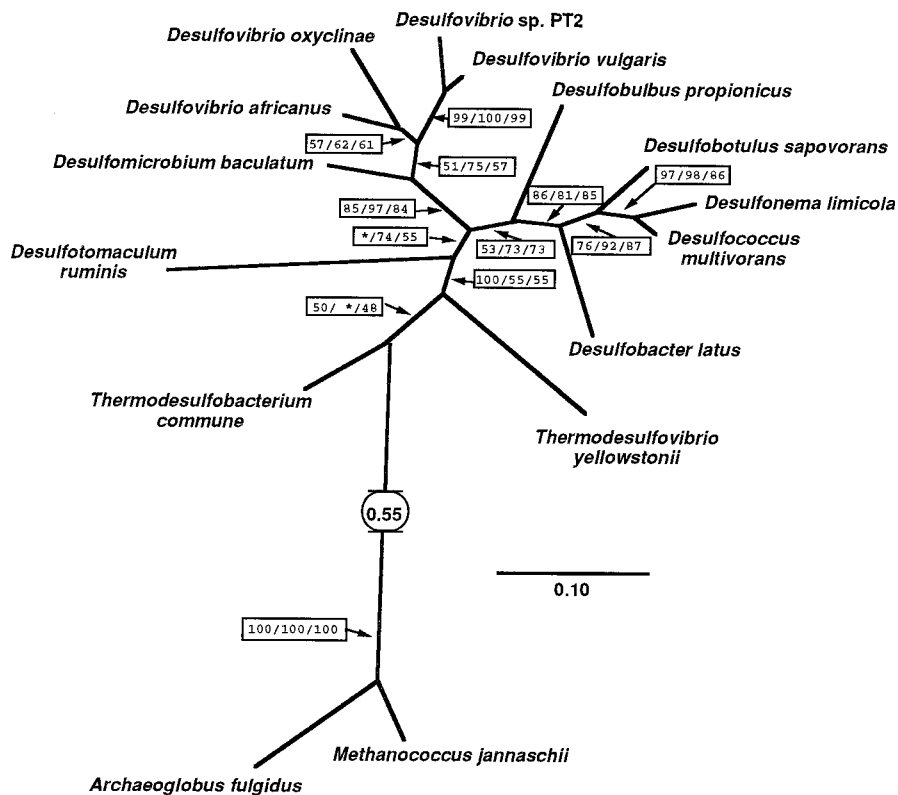 Desulfovibrio sp. PT2
Desulfovibrio oxyclinae
Desulfovibrio vulgaris
Desulfobulbus propionicus
Desulfovibrio africanus
99/100/99
57/62/61
Desulfobotulus sapovorans
Desulfomicrobium baculatum
51/75/57
97/98/86
86/81/85
Desulfonema limicola
85/97/84
*/74/55
Desulfococcus
multivorans
53/73/73
76/92/87
Desulfotomaculum
ruminis
100/55/55
50/ */48
Desulfobacter latus
Thermodesulfobacterium
commune
Thermodesulfovibrio
yellowstonii
0.55
0.10
100/100/100
Methanococcus jannaschii
Archaeoglobus fulgidus